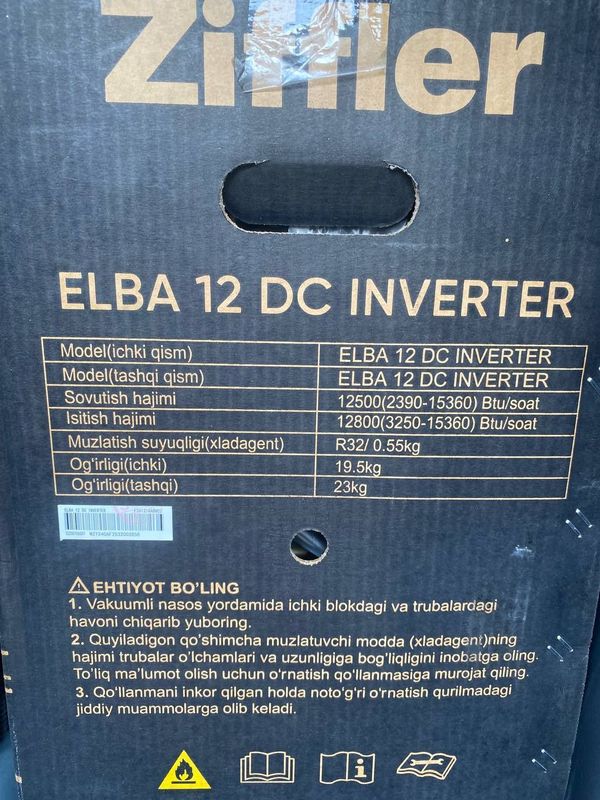 Ziffler
ELBA 12 DC INVERTER
Model(ichki qism) ELBA 12 DC INVERTER
Model(tashqi qism) ELBA 12 DC INVERTER
Sovutish hajimi 12500(2390-15360) Btu/soat
Isitish hajimi 12800(3250-15360) Btu/soat
Muzlatish suyuqligi(xladagent) R32/ 0.55kg
Og'irligi(ichki) 19.5kg
Og'irligi(tashqi) 23kg
ELBA 12 DC INVERTER
EHTIYOT BO'LING
1. Vakuumli nasos yordamida ichki blokdagi va trubalardagi
havoni chiqarib yuboring.
2. Quyiladigon qo'shimcha muzlatuvchi modda (xladagent)ning
hajimi trubalar o'lchamlari va uzunligiga bog'liqligini inobatga oling.
To'liq ma'lumot olish uchun o'rnatish qo'llanmasiga murojat qiling.
3. Qo'llanmani inkor qilgan holda noto'g'ri o'rnatish qurilmadagi
jiddiy muammolarga olib keladi.